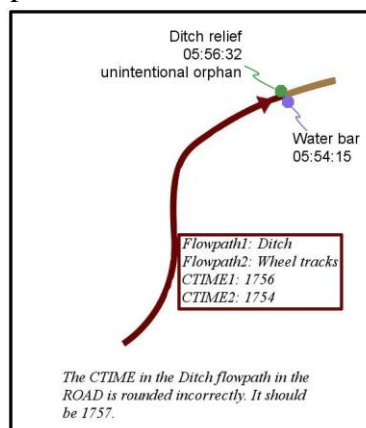 Ditch relief
05:56:32
unintentional orphan
Water bar
05:54:15
Flowpath1: Ditch
Flowpath2: Wheel tracks
CTIME1: 1756
CTIME2: 1754
The CTIME in the Ditch flowpath in the
ROAD is rounded incorrectly. It should
be 1757.